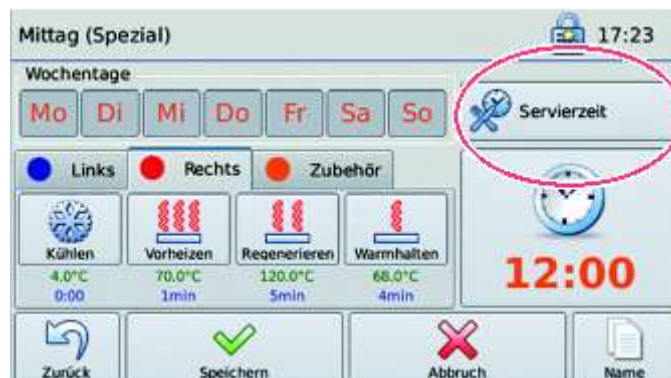 Mittag (Spezial) 17:23
Wochentage
Mo Di Mi Do Fr Sa So
Servierzeit
Links Rechts Zubehör
Kühlen Vorheizen Regenerieren Warmhalten
4.0°C 70.0°C 120.0°C 68.0°C
0:00 1min 5min 4min
12:00
Zurück Speichern Abbruch Name